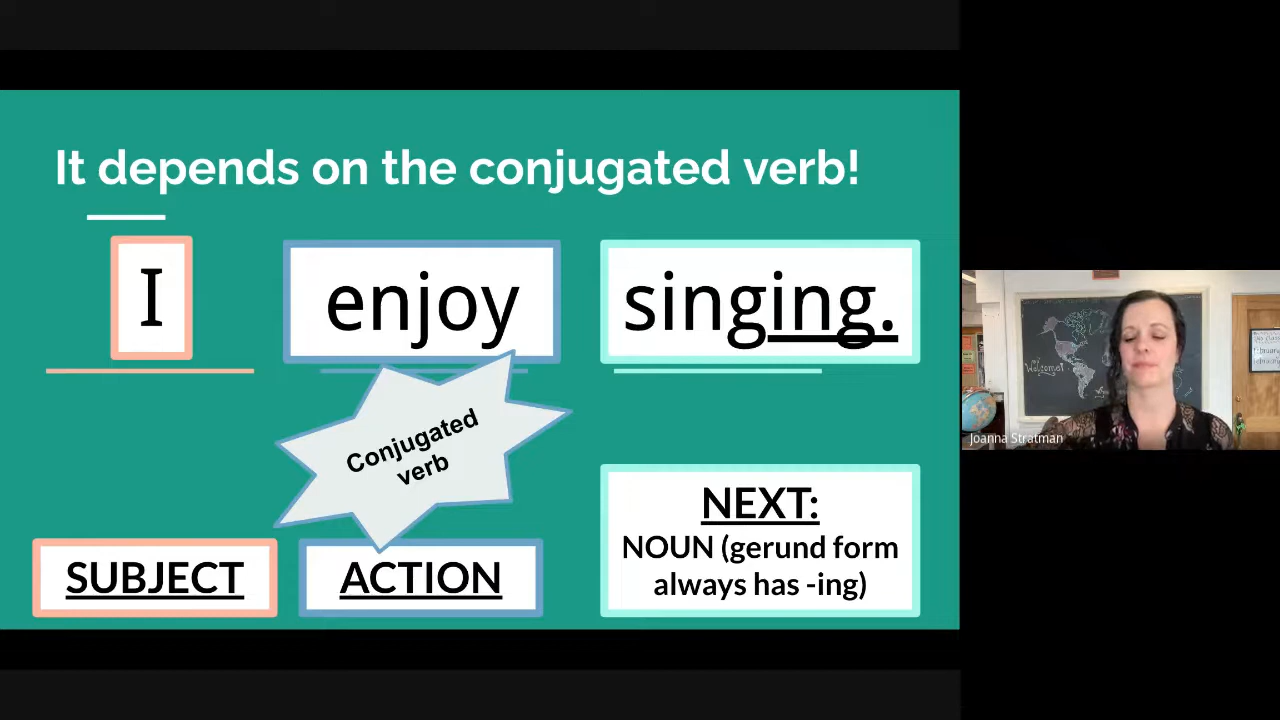 It depends on the conjugated verb!
I enjoy singing.
Conjugated
verb
SUBJECT
ACTION
NEXT:
NOUN (gerund form
always has -ing)
Welcome!
Joanna Stratman